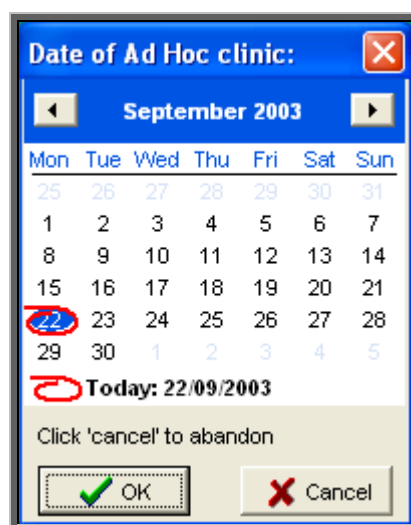 Date of Ad Hoc clinic:
September 2003
Mon Tue Wed Thu Fri Sat Sun
25 26 27 28 29 30 31
1 2 3 4 5 6 7
8 9 10 11 12 13 14
15 16 17 18 19 20 21
22 23 24 25 26 27 28
29 30 1 2 3 4 5
Today: 22/09/2003
Click 'cancel' to abandon
OK Cancel